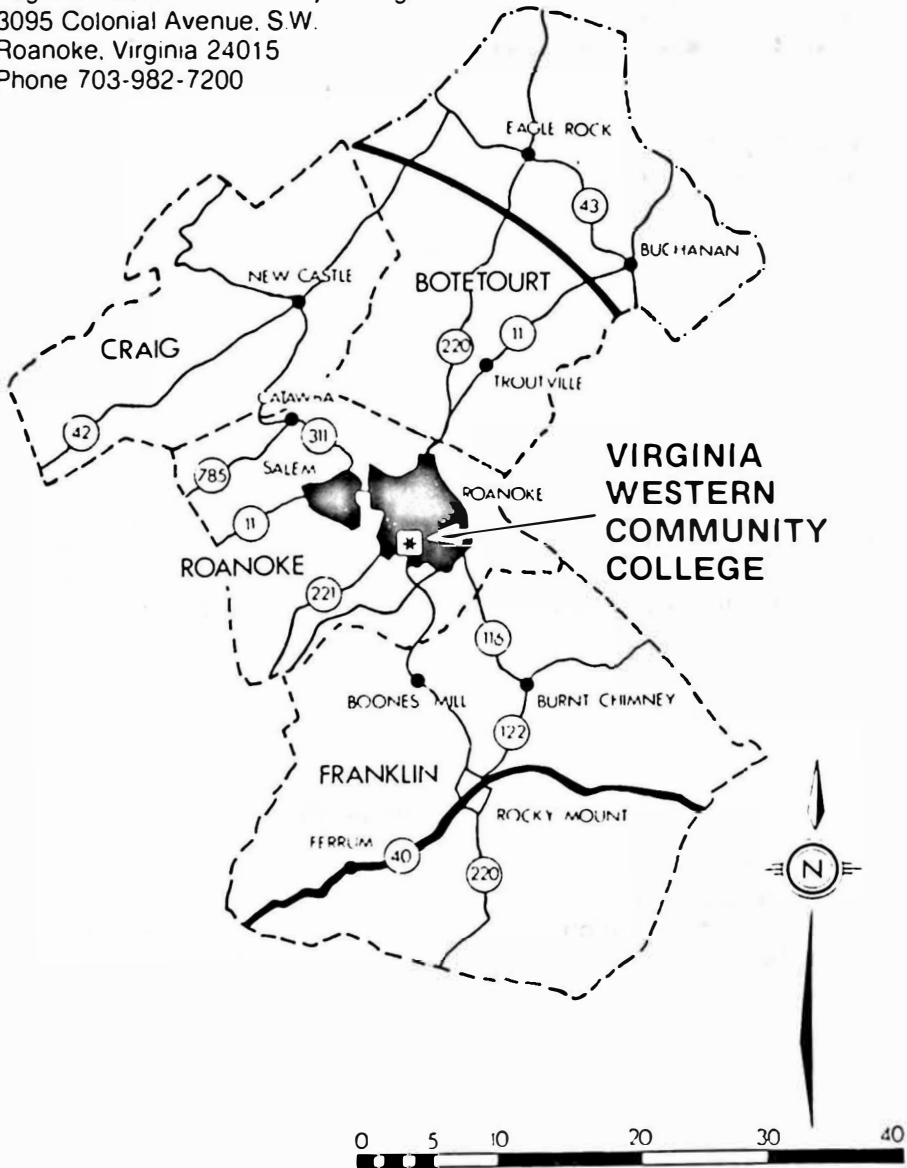 3095 Colonial Avenue, S.W.
Roanoke, Virginia 24015
Phone 703-982-7200
EAGLE ROCK
43
BUCHANAN
NEW CASTLE
BOTETOURT
11
220
CRAIG
TROUTVILLE
CATAWBA
42
311
785
SALEM
ROANOKE
11
VIRGINIA
WESTERN
COMMUNITY
COLLEGE
ROANOKE
221
116
BOONES MILL
BURNT CHIMNEY
122
FRANKLIN
ROCKY MOUNT
FERRUM
40
220
N
0 5 10 20 30 40